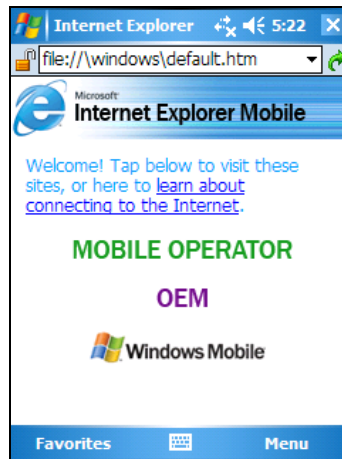 Internet Explorer 5:22
file://\windows\default.htm
Microsoft
Internet Explorer Mobile
Welcome! Tap below to visit these
sites, or here to learn about
connecting to the Internet.
MOBILE OPERATOR
OEM
Windows Mobile
Favorites Menu